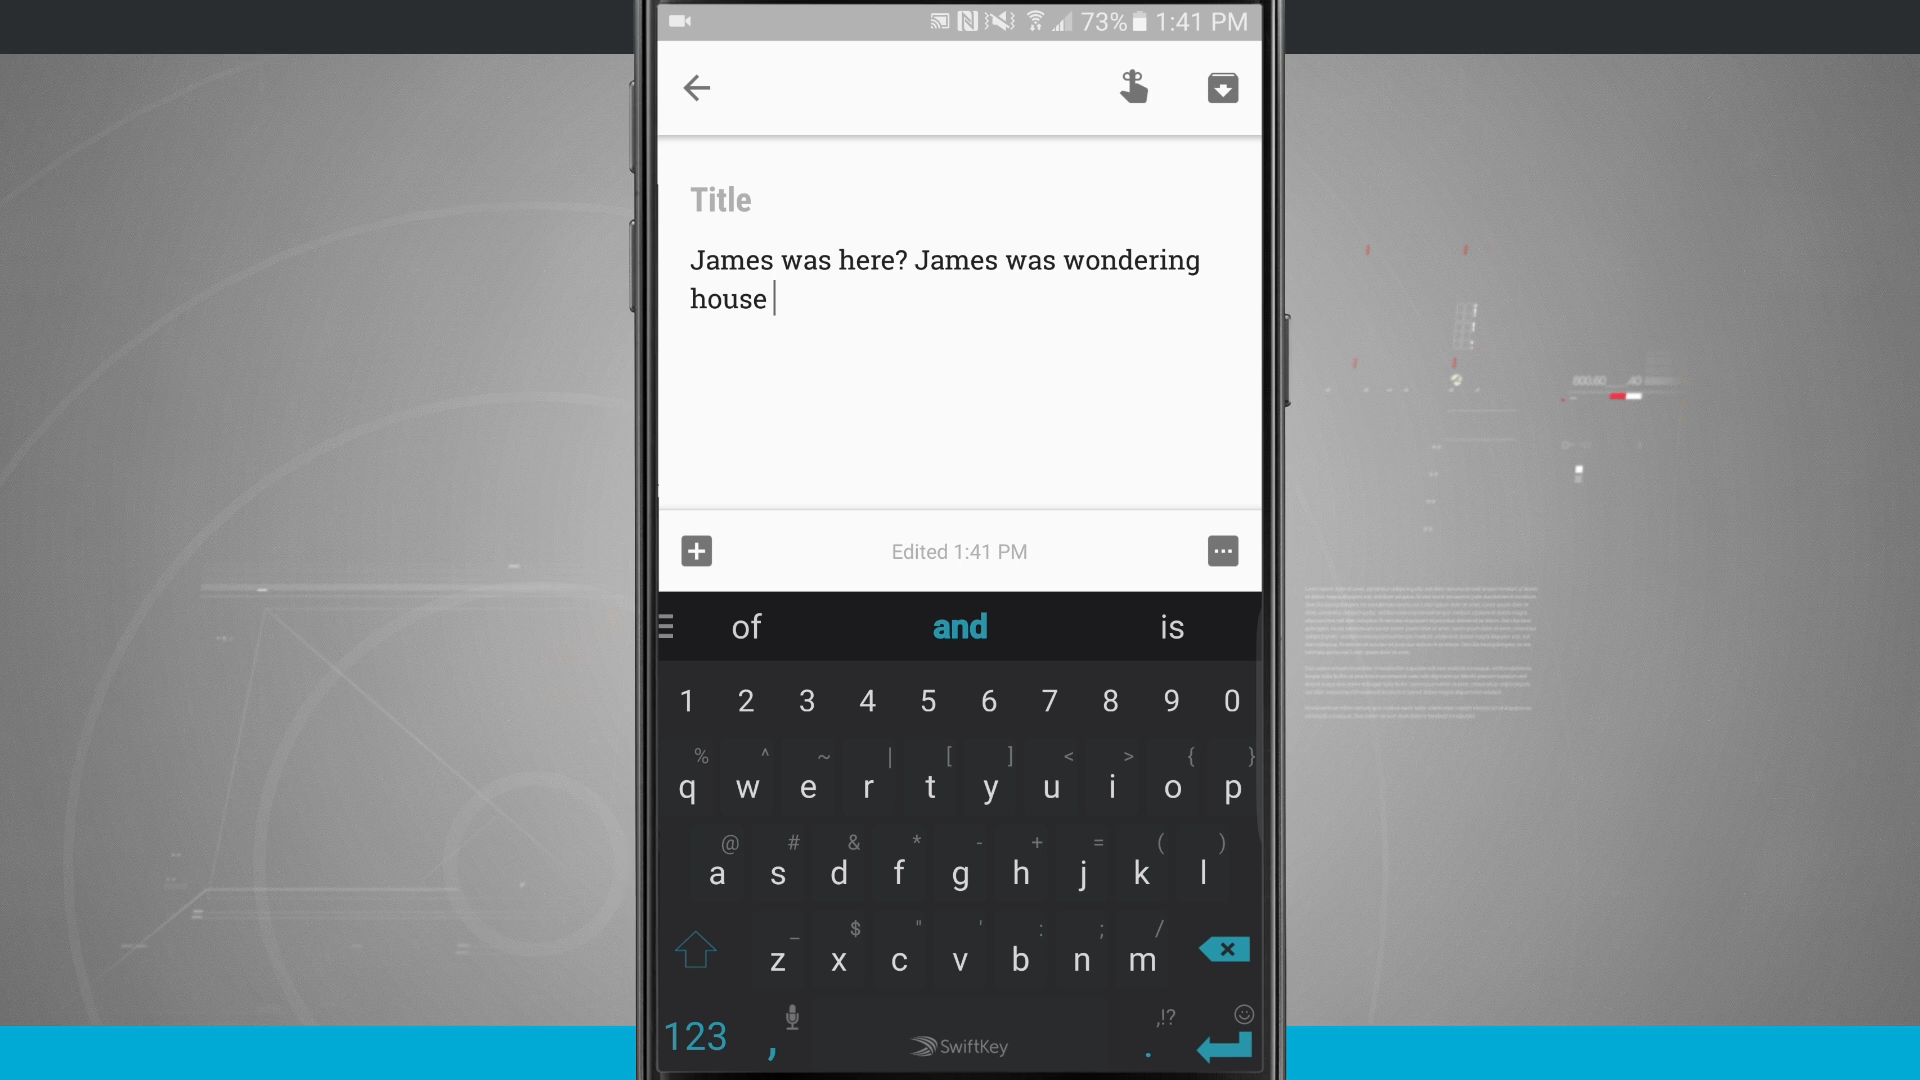 73% 1:41 PM
Title
James was here? James was wondering
house
Edited 1:41 PM
of and is
1 2 3 4 5 6 7 8 9 0
% ^ ~ | [ ] < > { }
q w e r t y u i o p
@ # & * - + = ( )
a s d f g h j k l
_ $ " ' : ; /
z x c v b n m
,!?
123 , SwiftKey .